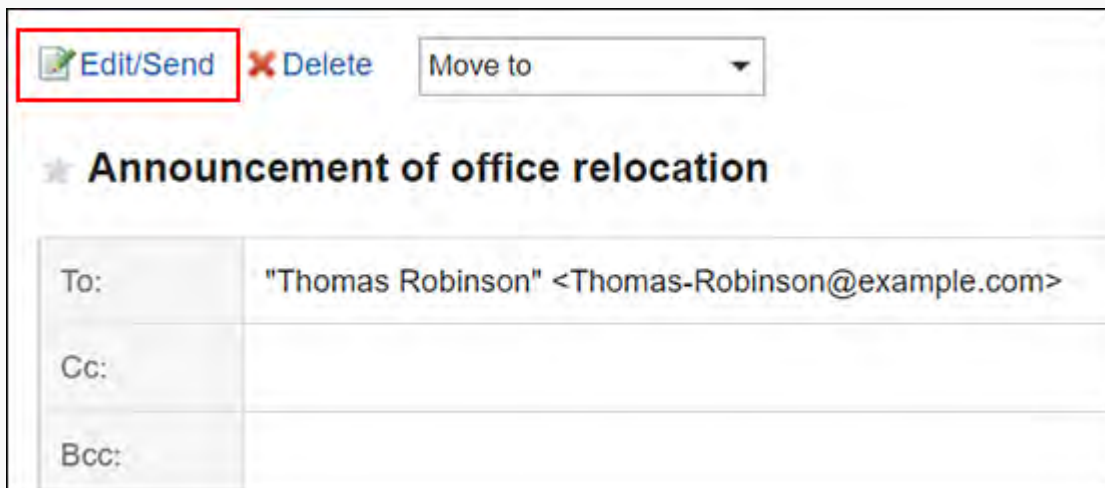 Edit/Send Delete Move to
Announcement of office relocation
To: "Thomas Robinson" <Thomas-Robinson@example.com>
Cc:
Bcc: